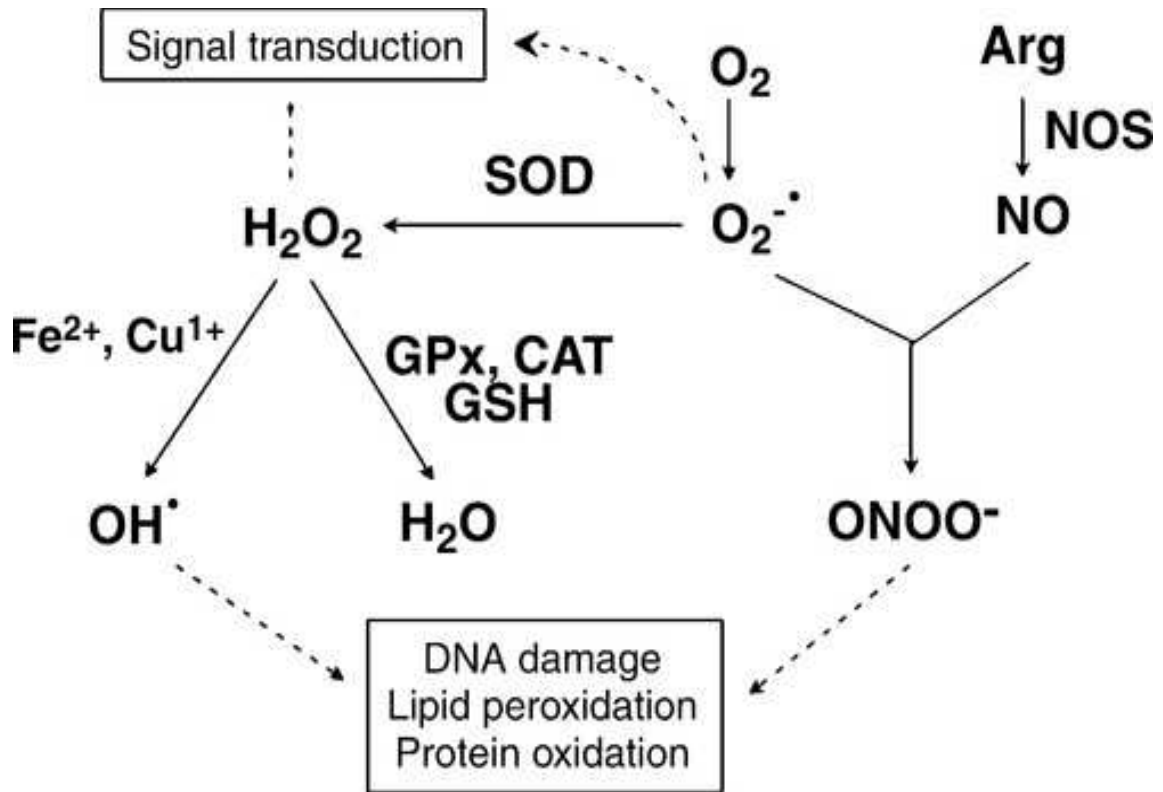 Signal transduction
O₂
Arg
NOS
SOD
H₂O₂
O₂⁻•
NO
Fe²⁺, Cu¹⁺
GPx, CAT
GSH
OH•
H₂O
ONOO⁻
DNA damage
Lipid peroxidation
Protein oxidation